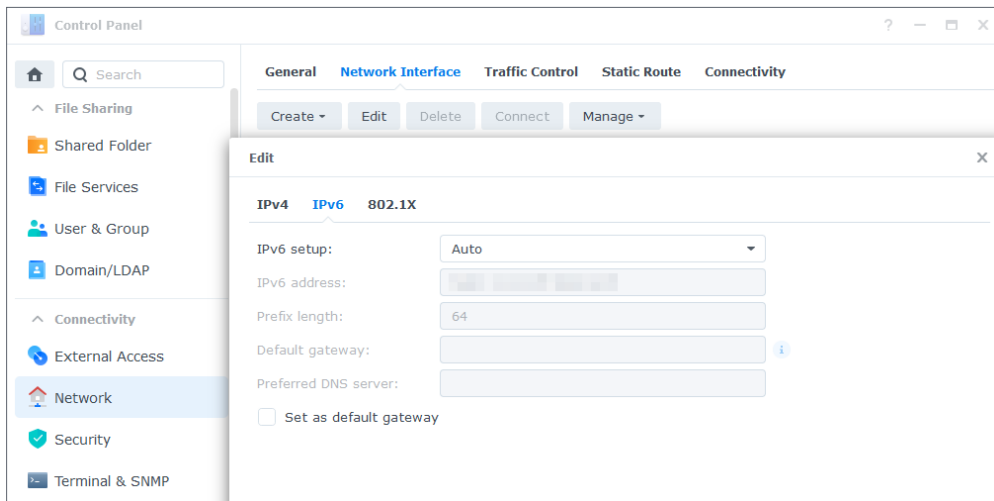 Control Panel
?
Search
General Network Interface Traffic Control Static Route Connectivity
File Sharing
Create Edit Delete Connect Manage
Shared Folder
Edit
File Services
IPv4 IPv6 802.1X
User & Group
IPv6 setup: Auto
Domain/LDAP
IPv6 address:
Prefix length: 64
Connectivity
Default gateway:
External Access
Preferred DNS server:
Network
Set as default gateway
Security
Terminal & SNMP